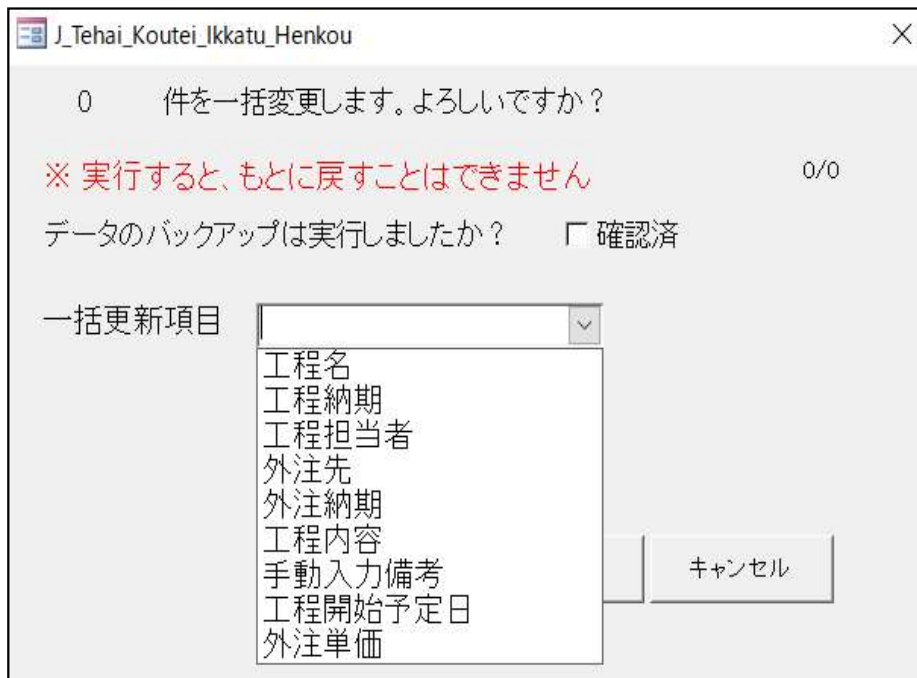 J_Tehai_Koutei_Ikkatu_Henkou
0 件を一括変更します。よろしいですか？
※ 実行すると、もとに戻すことはできません 0/0
データのバックアップは実行しましたか？ 確認済
一括更新項目
工程名
工程納期
工程担当者
外注先
外注納期
工程内容
手動入力備考
工程開始予定日
外注単価
キャンセル